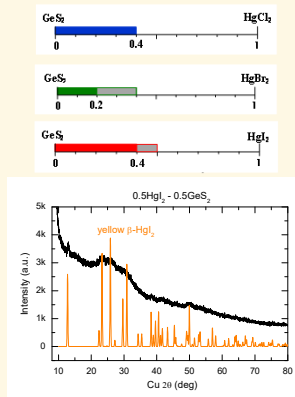 GeS₂ HgCl₂
0 0.4 1
GeS₂ HgBr₂
0 0.2 1
GeS₂ HgI₂
0 0.4 1
0.5HgI₂ - 0.5GeS₂
yellow β-HgI₂
Intensity (a.u.)
5k
4k
3k
2k
1k
0
10 20 30 40 50 60 70 80
Cu 2θ (deg)